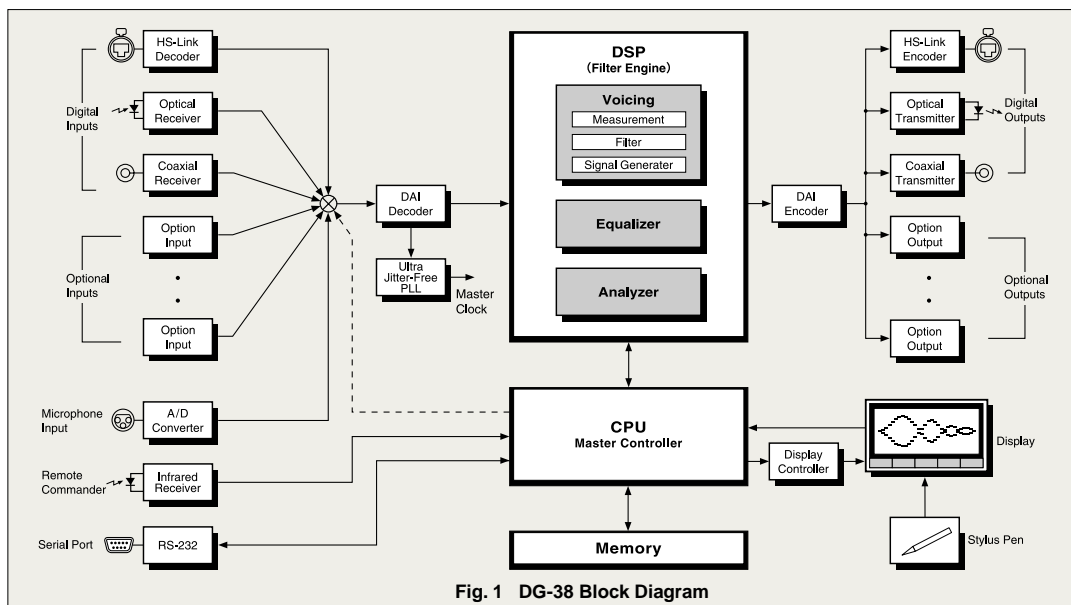 HS-Link
Decoder
Optical
Receiver
Digital
Inputs
Coaxial
Receiver
Option
Input
Optional
Inputs
Option
Input
Microphone
Input
A/D
Converter
Remote
Commander
Infrared
Receiver
Serial Port
RS-232
DAI
Decoder
Ultra
Jitter-Free
PLL
Master
Clock
DSP
(Filter Engine)
Voicing
Measurement
Filter
Signal Generater
Equalizer
Analyzer
CPU
Master Controller
Memory
DAI
Encoder
HS-Link
Encoder
Optical
Transmitter
Digital
Outputs
Coaxial
Transmitter
Option
Output
Optional
Outputs
Option
Output
Display
Controller
Display
Stylus Pen
Fig. 1 DG-38 Block Diagram